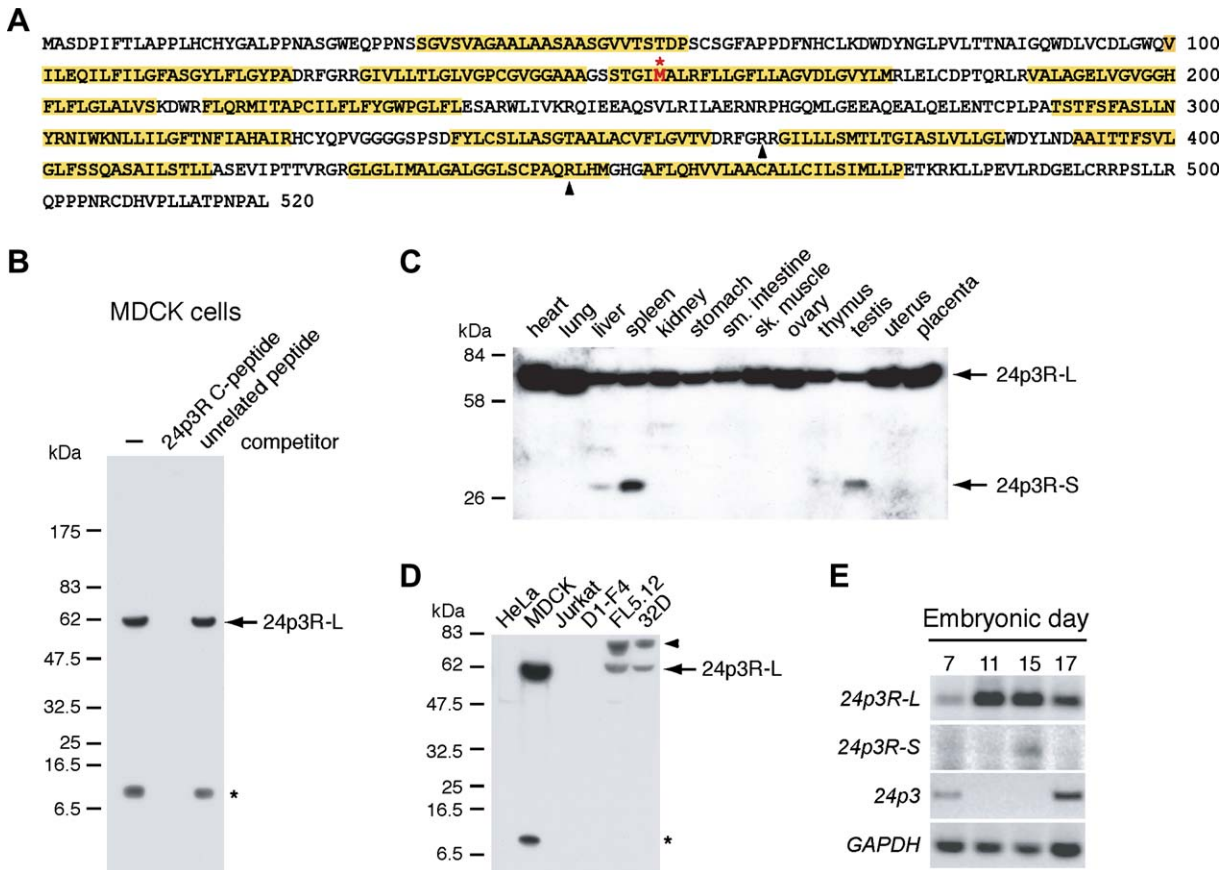 A
MASDPIFTLAPPLHCHYGALPPNASGWEQPPNSSGVSVAGAALAASAASGVVTSTDPSCSGFAPPDFNHCLKDWDYNGLPVLTTNAIGQWDLVCDLGWQV 100
*
ILEQILFILGFASGYLFLGYPADRFGRRGIVLLTLGLVGPCGVGGAAAGSSTGIMALRFLLGFLLAGVDLGVYLMRLELCDPTQRLRVALAGELVGVGGH 200
FLFLGLALVSKDWRFLQRMITAPCILFLFYGWPGLFLESARWLIVKRQIEEAQSVLRILAERNRPHGQMLGEEAQEALQELENTCPLPATSTFSFASLLN 300
YRNIWKNLLILGFTNFIAHAIRHCYQPVGGGGSPSDFYLCSLLASGTAALACVFLGVTVDRFGRRGILLLSMTLTGIASLVLLGLWDYLNDAAITTFSVL 400
GLFSSQASAILSTLLASEVIPTTVRGRGLGLIMALGALGGLSCPAQRLHMGHGAFLQHVVLAACALLCILSIMLLPETKRKLLPEVLRDGELCRRPSLLR 500
QPPPNRCDHVPLLATPNPAL 520
B
MDCK cells
–
24p3R C-peptide
unrelated peptide
competitor
kDa
175
83
62
47.5
32.5
25
16.5
6.5
24p3R-L
*
C
heart
lung
liver
spleen
kidney
stomach
sm. intestine
sk. muscle
ovary
thymus
testis
uterus
placenta
kDa
84
58
26
24p3R-L
24p3R-S
D
HeLa
MDCK
Jurkat
D1-F4
FL5.12
32D
kDa
83
62
47.5
32.5
25
16.5
6.5
24p3R-L
*
E
Embryonic day
7 11 15 17
24p3R-L
24p3R-S
24p3
GAPDH